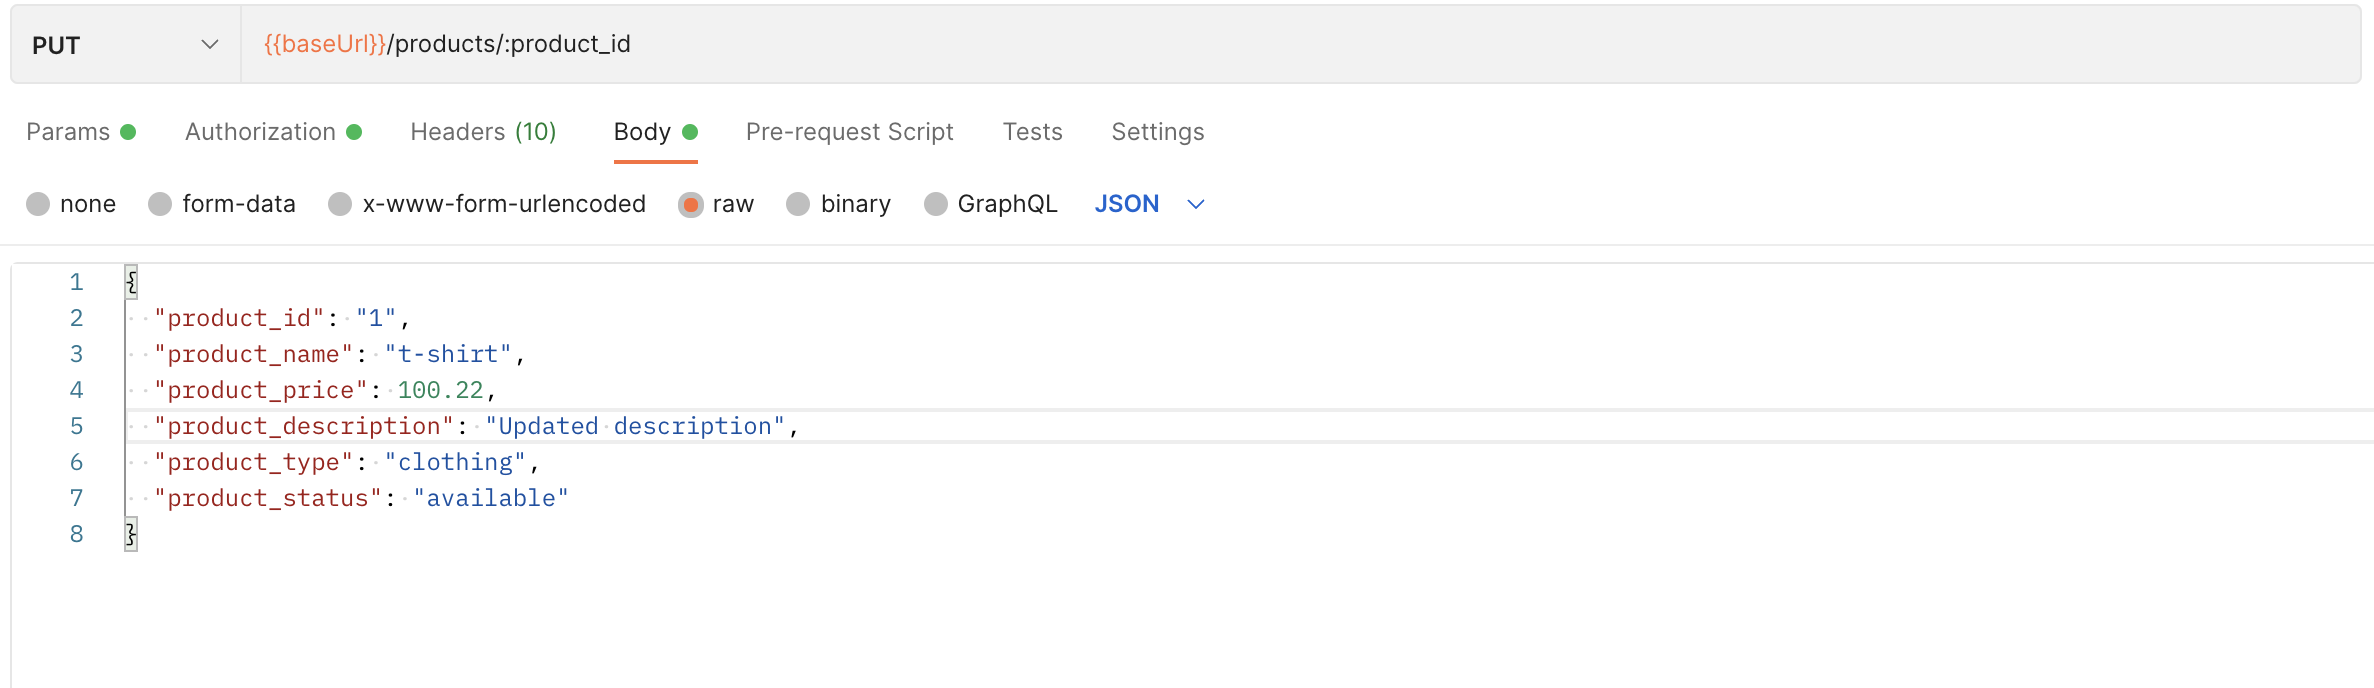 PUT {{baseUrl}}/products/:product_id
Params Authorization Headers (10) Body Pre-request Script Tests Settings
none form-data x-www-form-urlencoded raw binary GraphQL JSON
1 {
2 "product_id": "1",
3 "product_name": "t-shirt",
4 "product_price": 100.22,
5 "product_description": "Updated description",
6 "product_type": "clothing",
7 "product_status": "available"
8 }